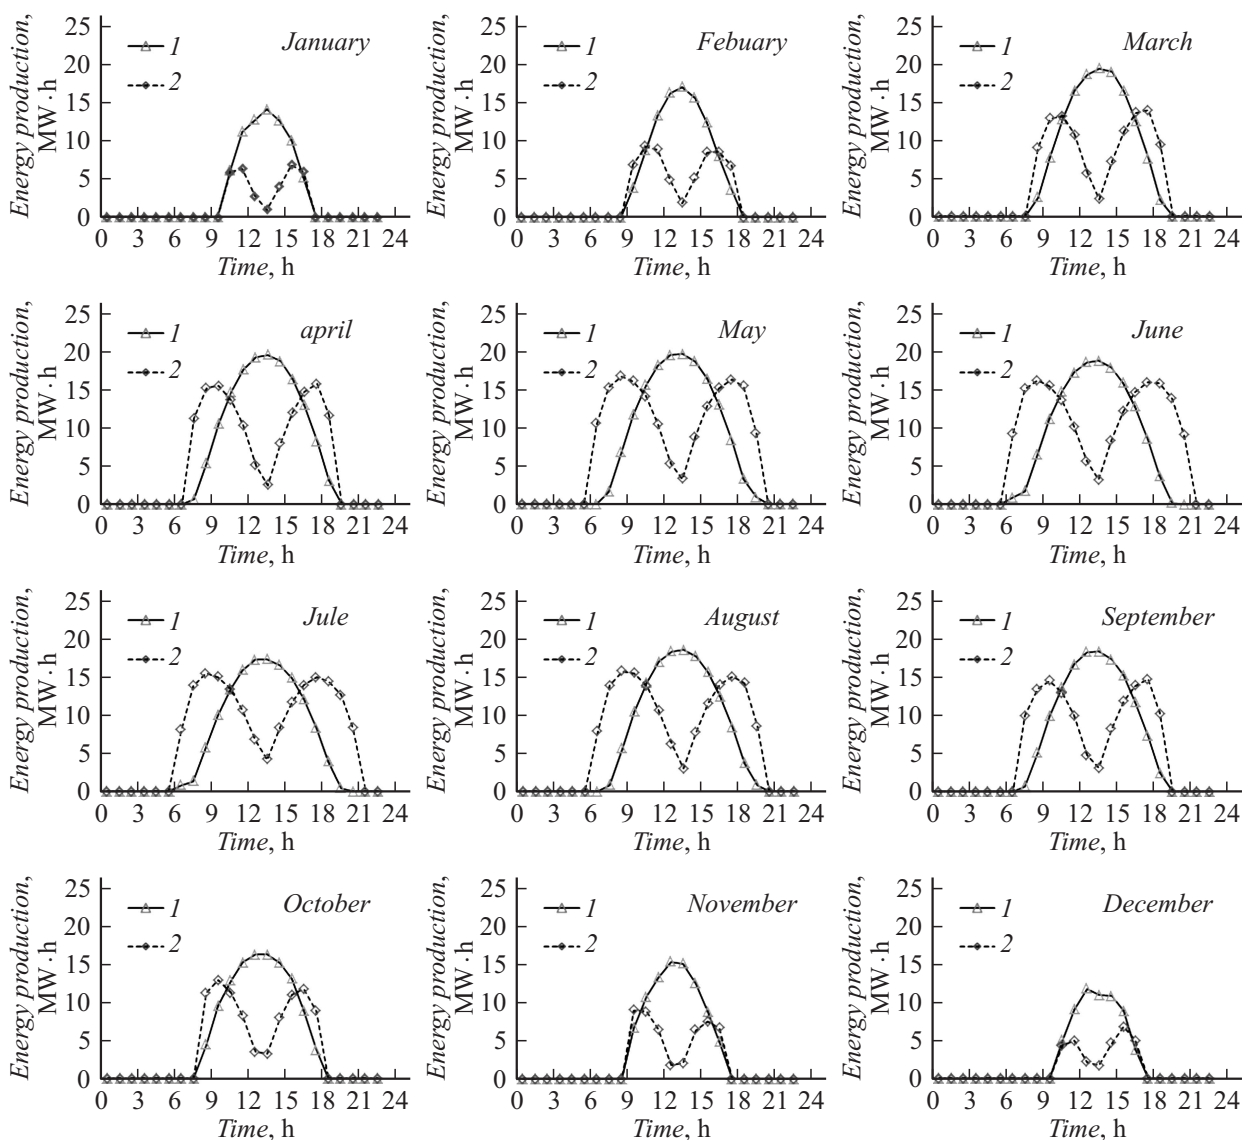 Energy production,
MW·h
25
20
15
10
5
0
1
2
January
0 3 6 9 12 15 18 21 24
Time, h
Energy production,
MW·h
25
20
15
10
5
0
1
2
Febuary
0 3 6 9 12 15 18 21 24
Time, h
Energy production,
MW·h
25
20
15
10
5
0
1
2
March
0 3 6 9 12 15 18 21 24
Time, h
Energy production,
MW·h
25
20
15
10
5
0
1
2
april
0 3 6 9 12 15 18 21 24
Time, h
Energy production,
MW·h
25
20
15
10
5
0
1
2
May
0 3 6 9 12 15 18 21 24
Time, h
Energy production,
MW·h
25
20
15
10
5
0
1
2
June
0 3 6 9 12 15 18 21 24
Time, h
Energy production,
MW·h
25
20
15
10
5
0
1
2
Jule
0 3 6 9 12 15 18 21 24
Time, h
Energy production,
MW·h
25
20
15
10
5
0
1
2
August
0 3 6 9 12 15 18 21 24
Time, h
Energy production,
MW·h
25
20
15
10
5
0
1
2
September
0 3 6 9 12 15 18 21 24
Time, h
Energy production,
MW·h
25
20
15
10
5
0
1
2
October
0 3 6 9 12 15 18 21 24
Time, h
Energy production,
MW·h
25
20
15
10
5
0
1
2
November
0 3 6 9 12 15 18 21 24
Time, h
Energy production,
MW·h
25
20
15
10
5
0
1
2
December
0 3 6 9 12 15 18 21 24
Time, h